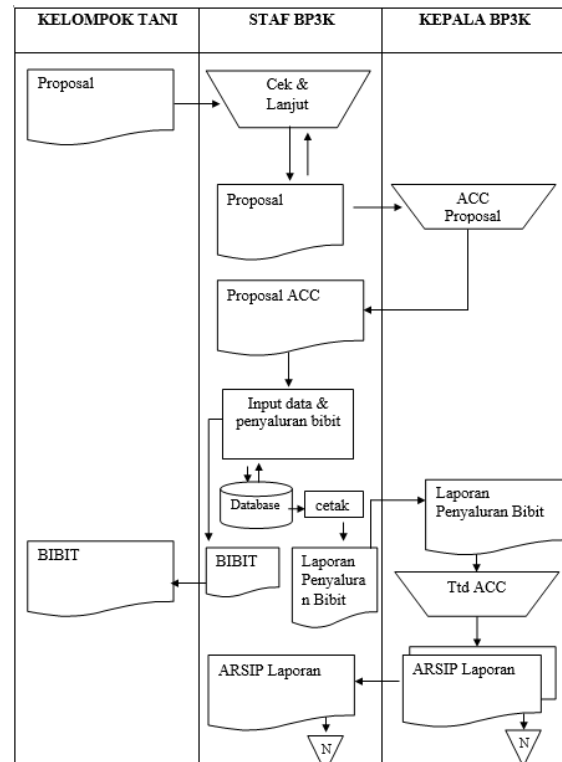 KELOMPOK TANI
STAF BP3K
KEPALA BP3K
Proposal
Cek &
Lanjut
Proposal
ACC
Proposal
Proposal ACC
Input data &
penyaluran bibit
Database
cetak
Laporan
Penyaluran Bibit
BIBIT
BIBIT
Laporan
Penyalura
n Bibit
Ttd ACC
ARSIP Laporan
ARSIP Laporan
N
N